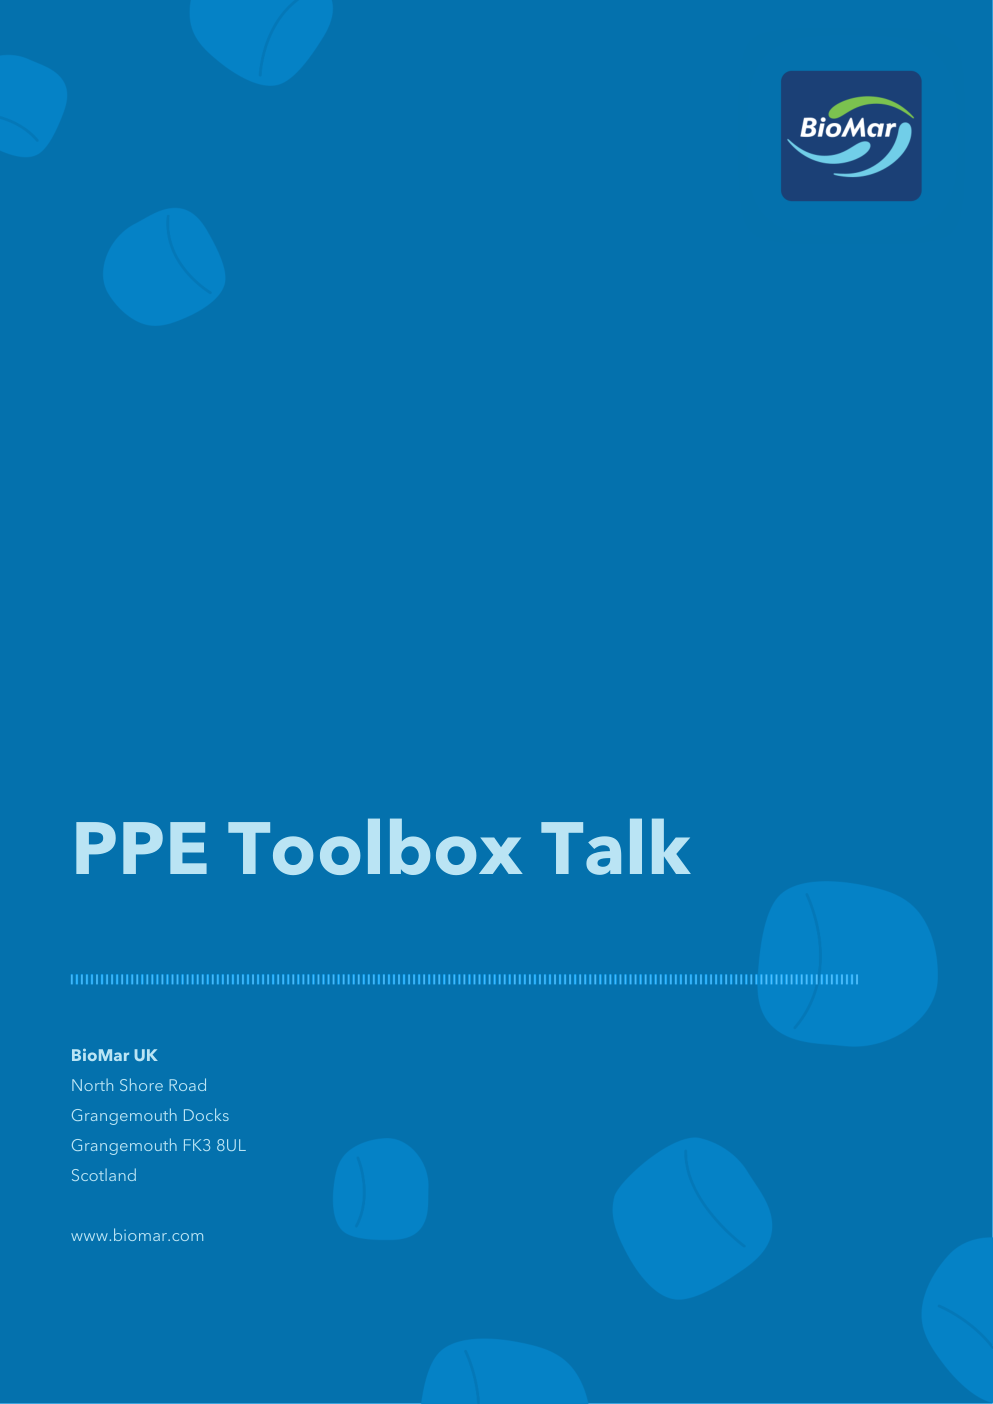 BioMar
PPE Toolbox Talk
BioMar UK
North Shore Road
Grangemouth Docks
Grangemouth FK3 8UL
Scotland
www.biomar.com